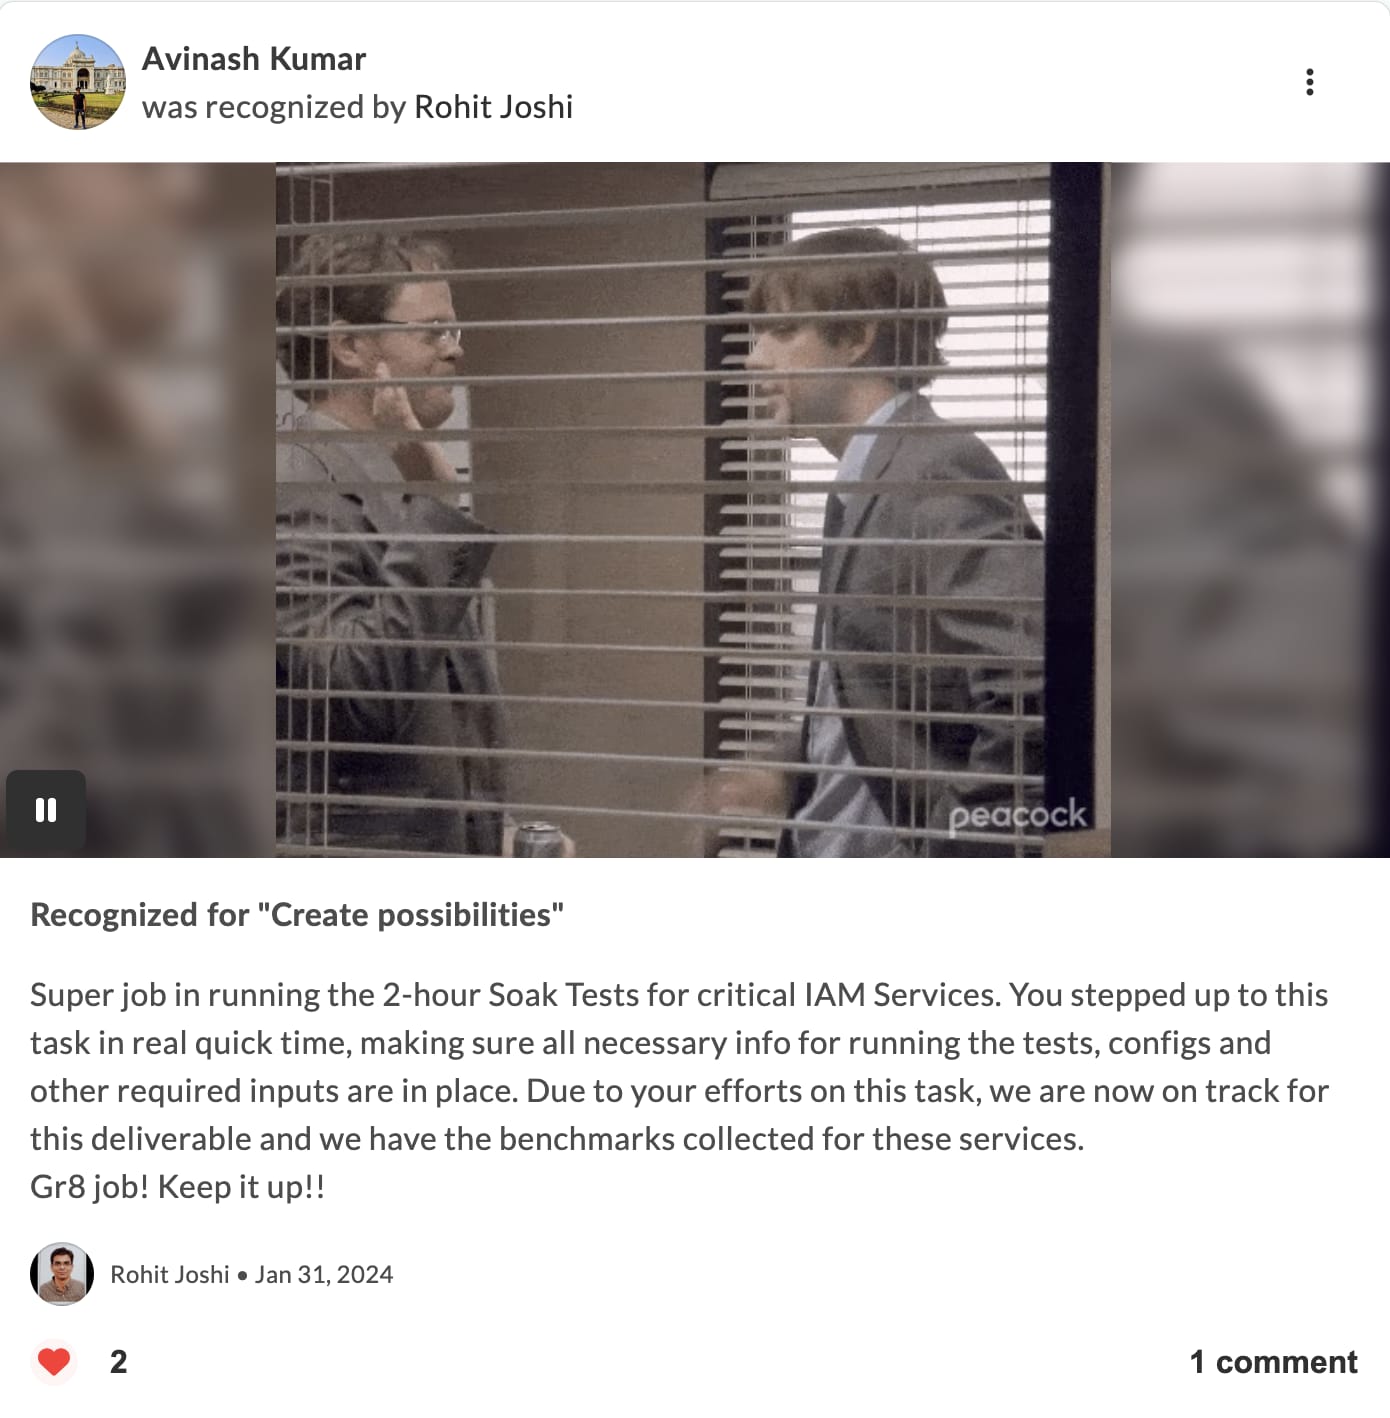 Avinash Kumar
was recognized by Rohit Joshi
peacock
Recognized for "Create possibilities"
Super job in running the 2-hour Soak Tests for critical IAM Services. You stepped up to this
task in real quick time, making sure all necessary info for running the tests, configs and
other required inputs are in place. Due to your efforts on this task, we are now on track for
this deliverable and we have the benchmarks collected for these services.
Gr8 job! Keep it up!!
Rohit Joshi • Jan 31, 2024
2
1 comment